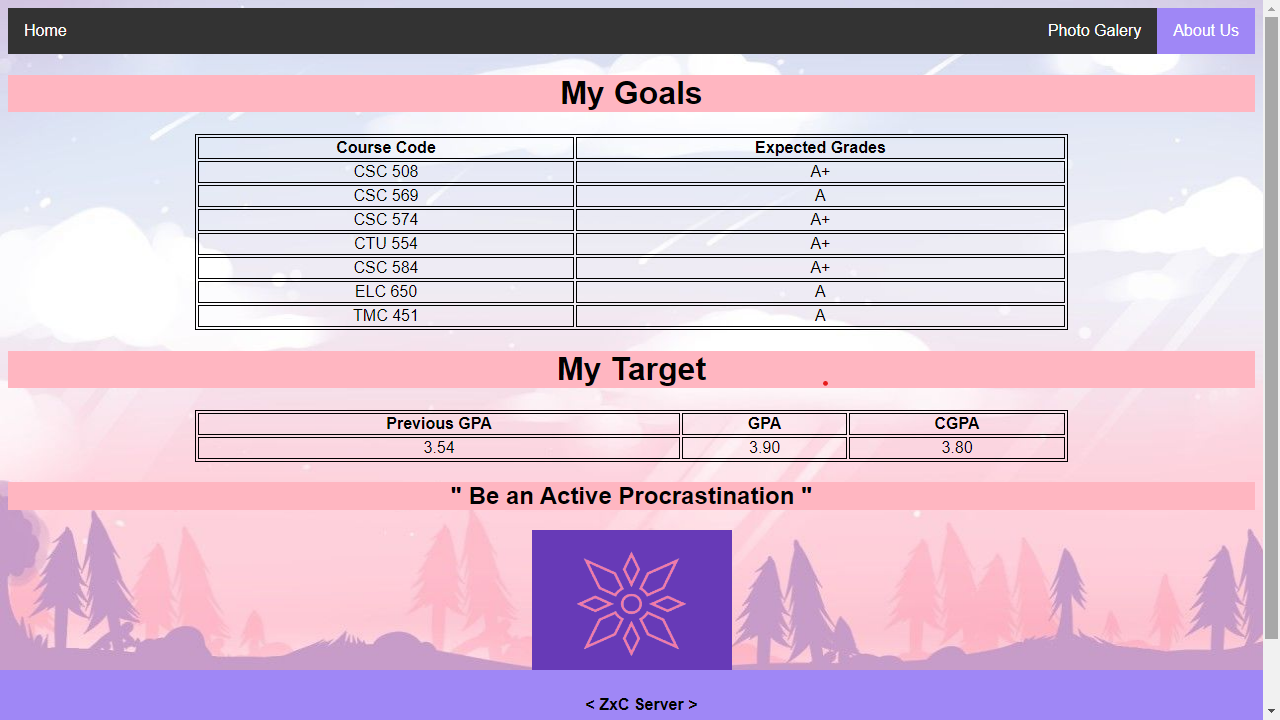 Home Photo Galery About Us
My Goals
Course Code Expected Grades
CSC 508 A+
CSC 569 A
CSC 574 A+
CTU 554 A+
CSC 584 A+
ELC 650 A
TMC 451 A
My Target
Previous GPA GPA CGPA
3.54 3.90 3.80
" Be an Active Procrastination "
< ZxC Server >